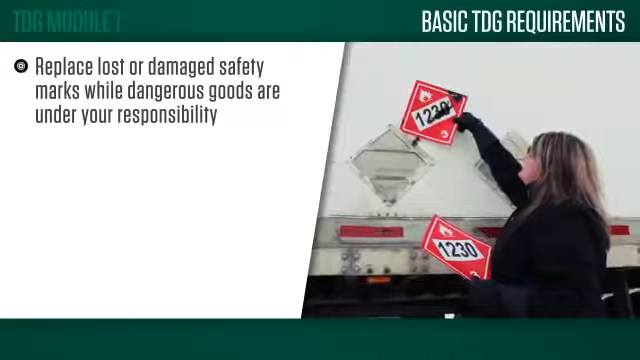 TDG MODULE 1
BASIC TDG REQUIREMENTS
Replace lost or damaged safety
marks while dangerous goods are
under your responsibility
1230
1230